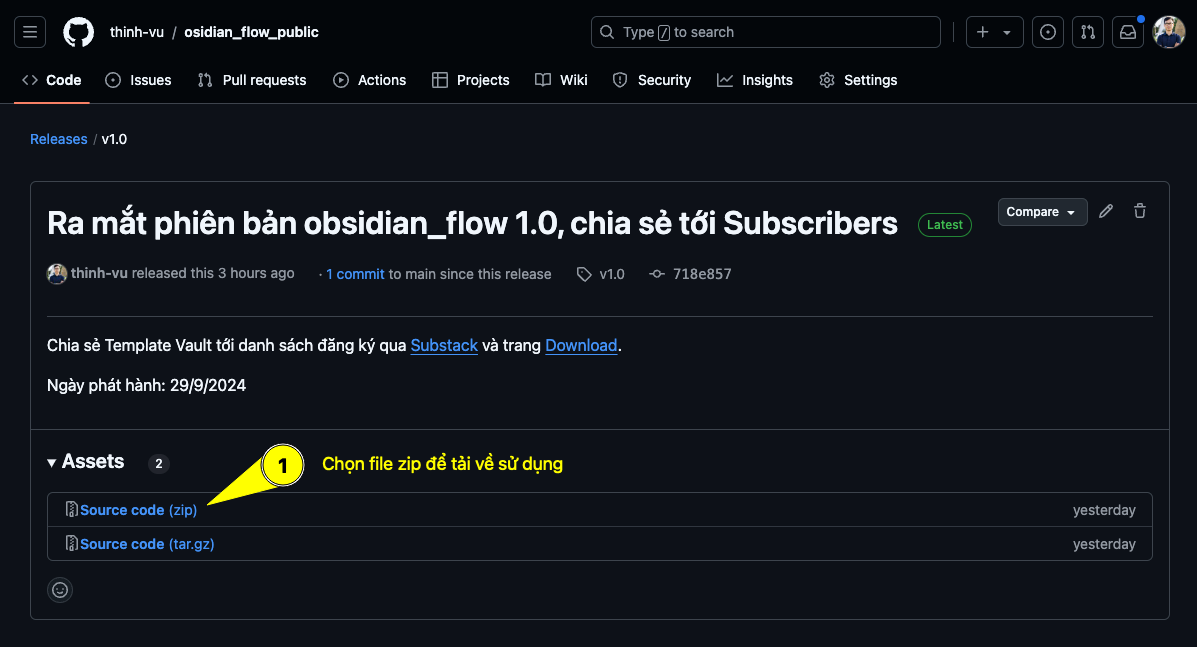 thinh-vu / osidian_flow_public
Type / to search
Code Issues Pull requests Actions Projects Wiki Security Insights Settings
Releases / v1.0
Ra mắt phiên bản obsidian_flow 1.0, chia sẻ tới Subscribers Latest Compare
thinh-vu released this 3 hours ago · 1 commit to main since this release v1.0 718e857
Chia sẻ Template Vault tới danh sách đăng ký qua Substack và trang Download.
Ngày phát hành: 29/9/2024
Assets 2
1 Chọn file zip để tải về sử dụng
Source code (zip) yesterday
Source code (tar.gz) yesterday